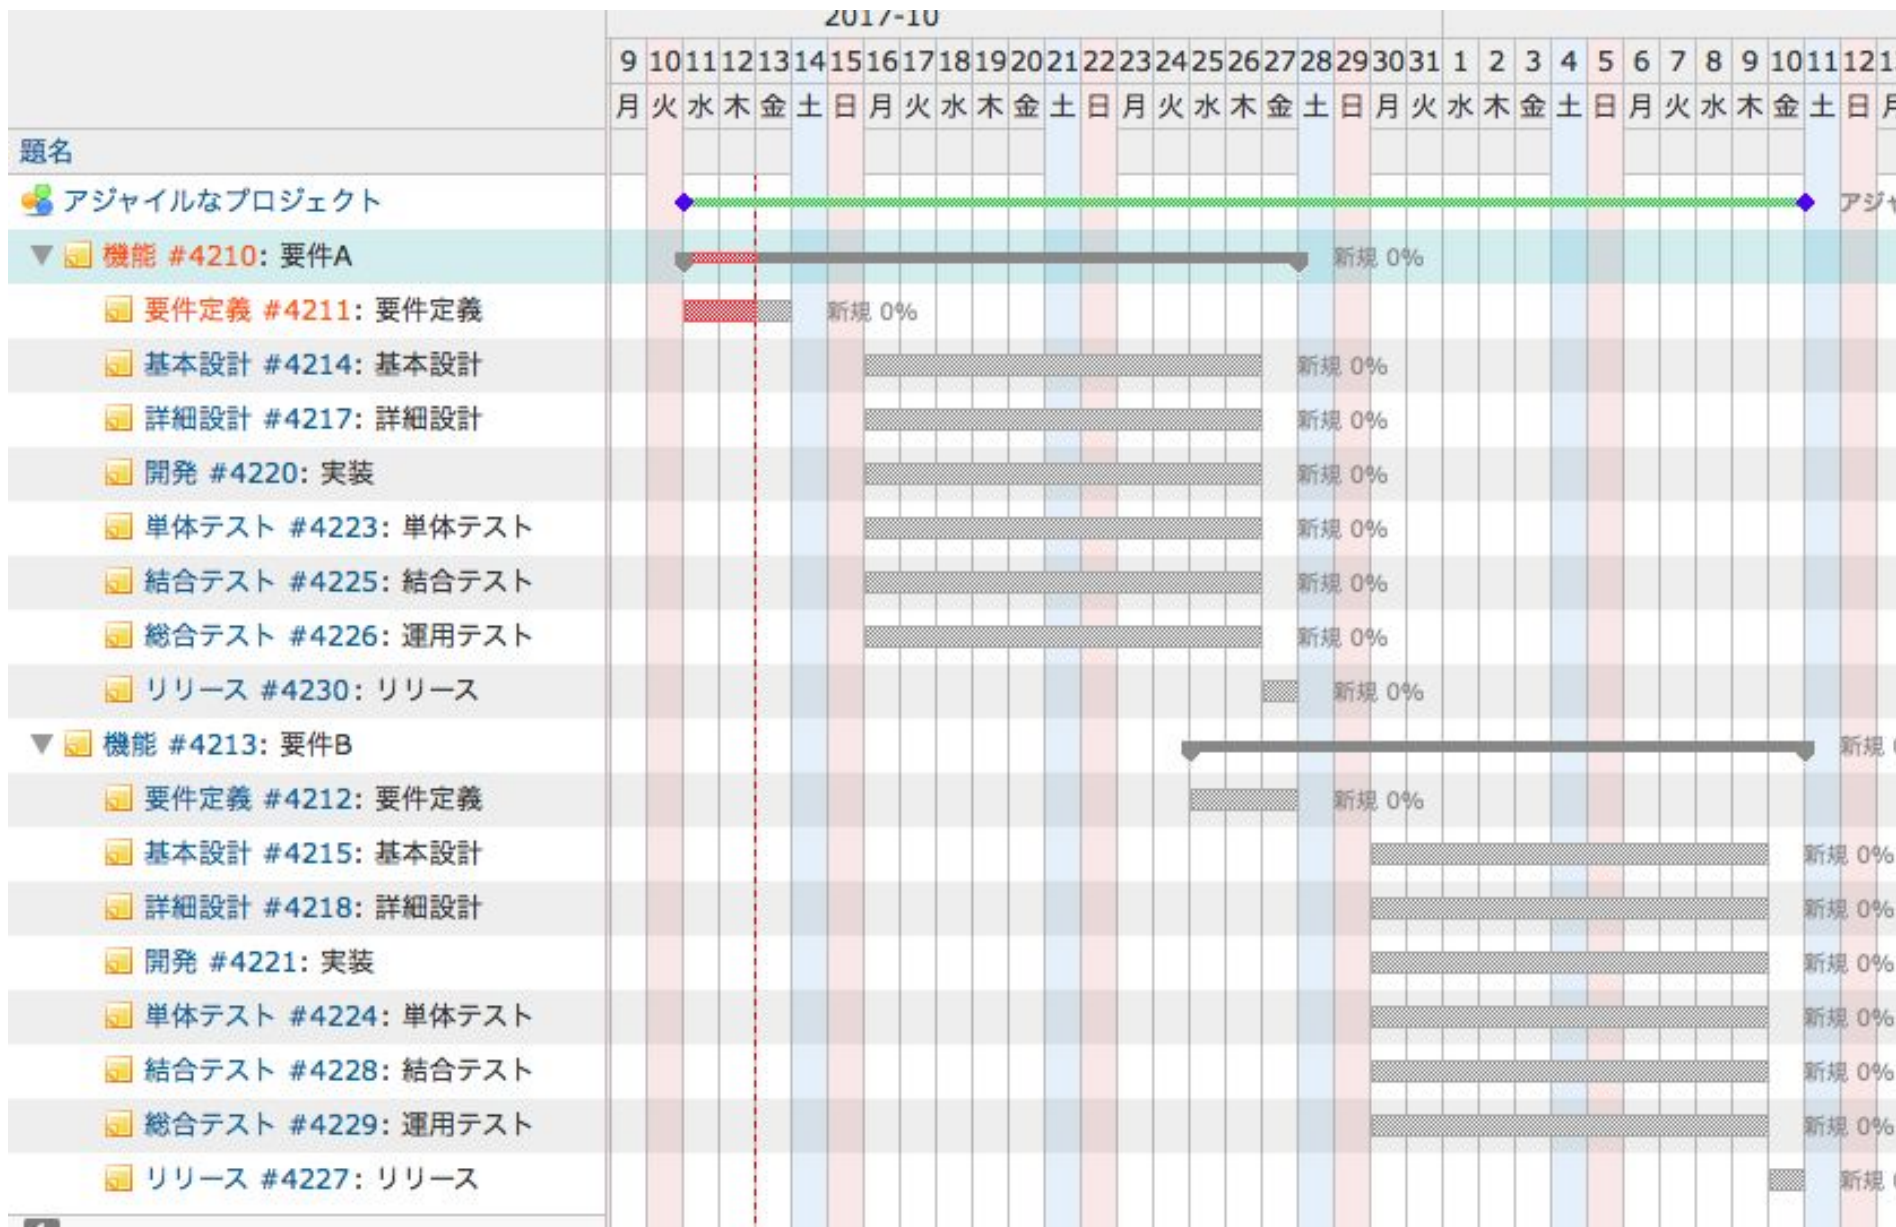 2017-10
9 10 11 12 13 14 15 16 17 18 19 20 21 22 23 24 25 26 27 28 29 30 31 1 2 3 4 5 6 7 8 9 10 11 12
月 火 水 木 金 土 日 月 火 水 木 金 土 日 月 火 水 木 金 土 日 月 火 水 木 金 土 日 月 火 水 木 金 土 日 月
題名
アジャイルなプロジェクト アジャ
機能 #4210: 要件A 新規 0%
要件定義 #4211: 要件定義 新規 0%
基本設計 #4214: 基本設計 新規 0%
詳細設計 #4217: 詳細設計 新規 0%
開発 #4220: 実装 新規 0%
単体テスト #4223: 単体テスト 新規 0%
結合テスト #4225: 結合テスト 新規 0%
総合テスト #4226: 運用テスト 新規 0%
リリース #4230: リリース 新規 0%
機能 #4213: 要件B 新規
要件定義 #4212: 要件定義 新規 0%
基本設計 #4215: 基本設計 新規 0%
詳細設計 #4218: 詳細設計 新規 0%
開発 #4221: 実装 新規 0%
単体テスト #4224: 単体テスト 新規 0%
結合テスト #4228: 結合テスト 新規 0%
総合テスト #4229: 運用テスト 新規 0%
リリース #4227: リリース 新規